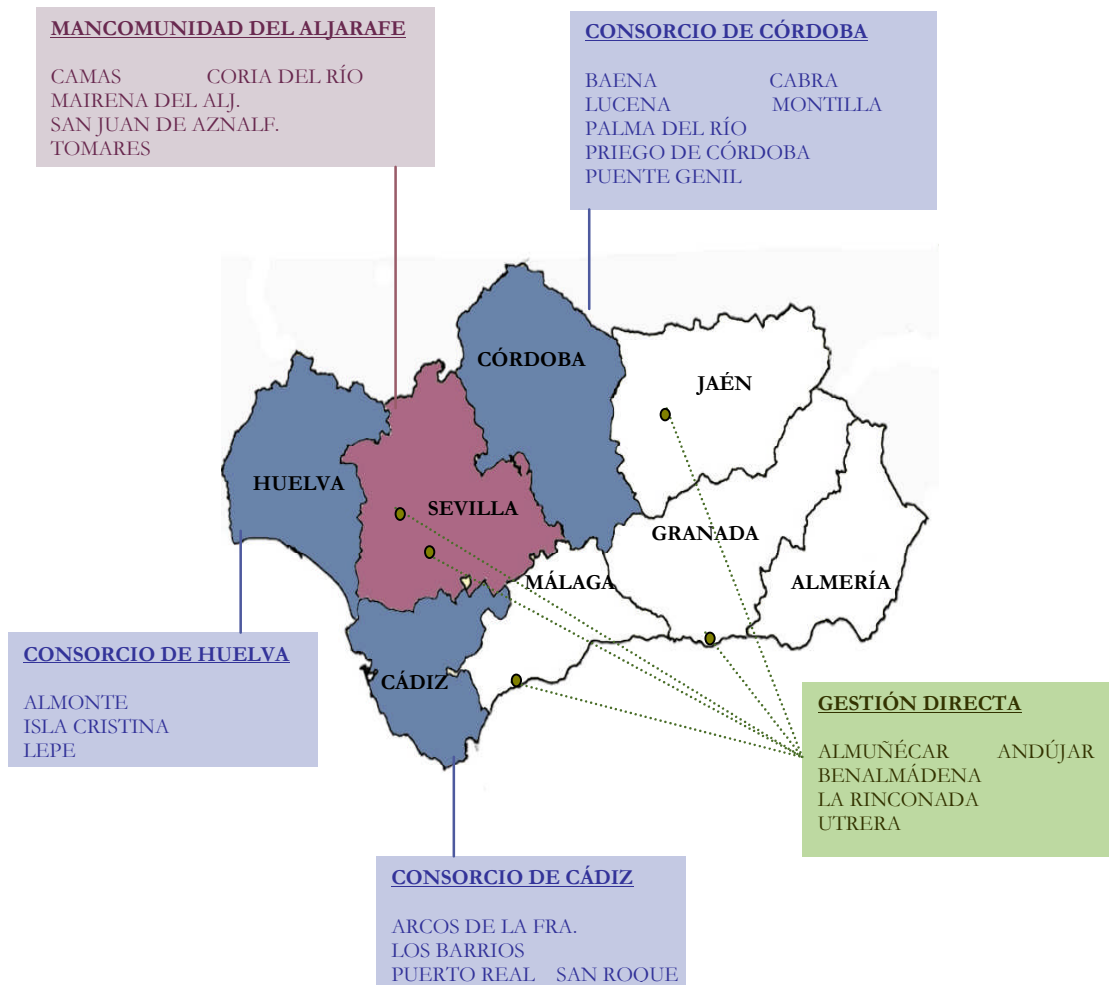 MANCOMUNIDAD DEL ALJARAFE
CAMAS CORIA DEL RÍO
MAIRENA DEL ALJ.
SAN JUAN DE AZNALF.
TOMARES
CONSORCIO DE CÓRDOBA
BAENA CABRA
LUCENA MONTILLA
PALMA DEL RÍO
PRIEGO DE CÓRDOBA
PUENTE GENIL
CÓRDOBA
JAÉN
HUELVA
SEVILLA
GRANADA
MÁLAGA
ALMERÍA
CÁDIZ
CONSORCIO DE HUELVA
ALMONTE
ISLA CRISTINA
LEPE
GESTIÓN DIRECTA
ALMUÑÉCAR ANDÚJAR
BENALMÁDENA
LA RINCONADA
UTRERA
CONSORCIO DE CÁDIZ
ARCOS DE LA FRA.
LOS BARRIOS
PUERTO REAL SAN ROQUE